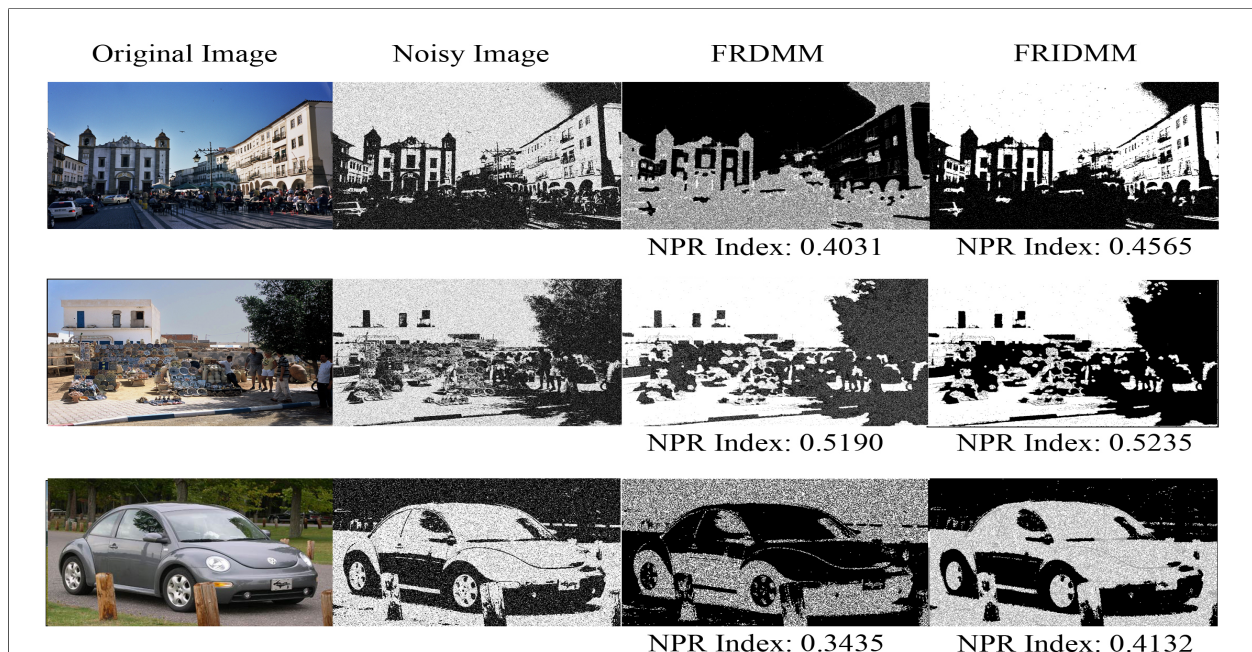 Original Image Noisy Image FRDMM FRIDMM
NPR Index: 0.4031 NPR Index: 0.4565
NPR Index: 0.5190 NPR Index: 0.5235
NPR Index: 0.3435 NPR Index: 0.4132